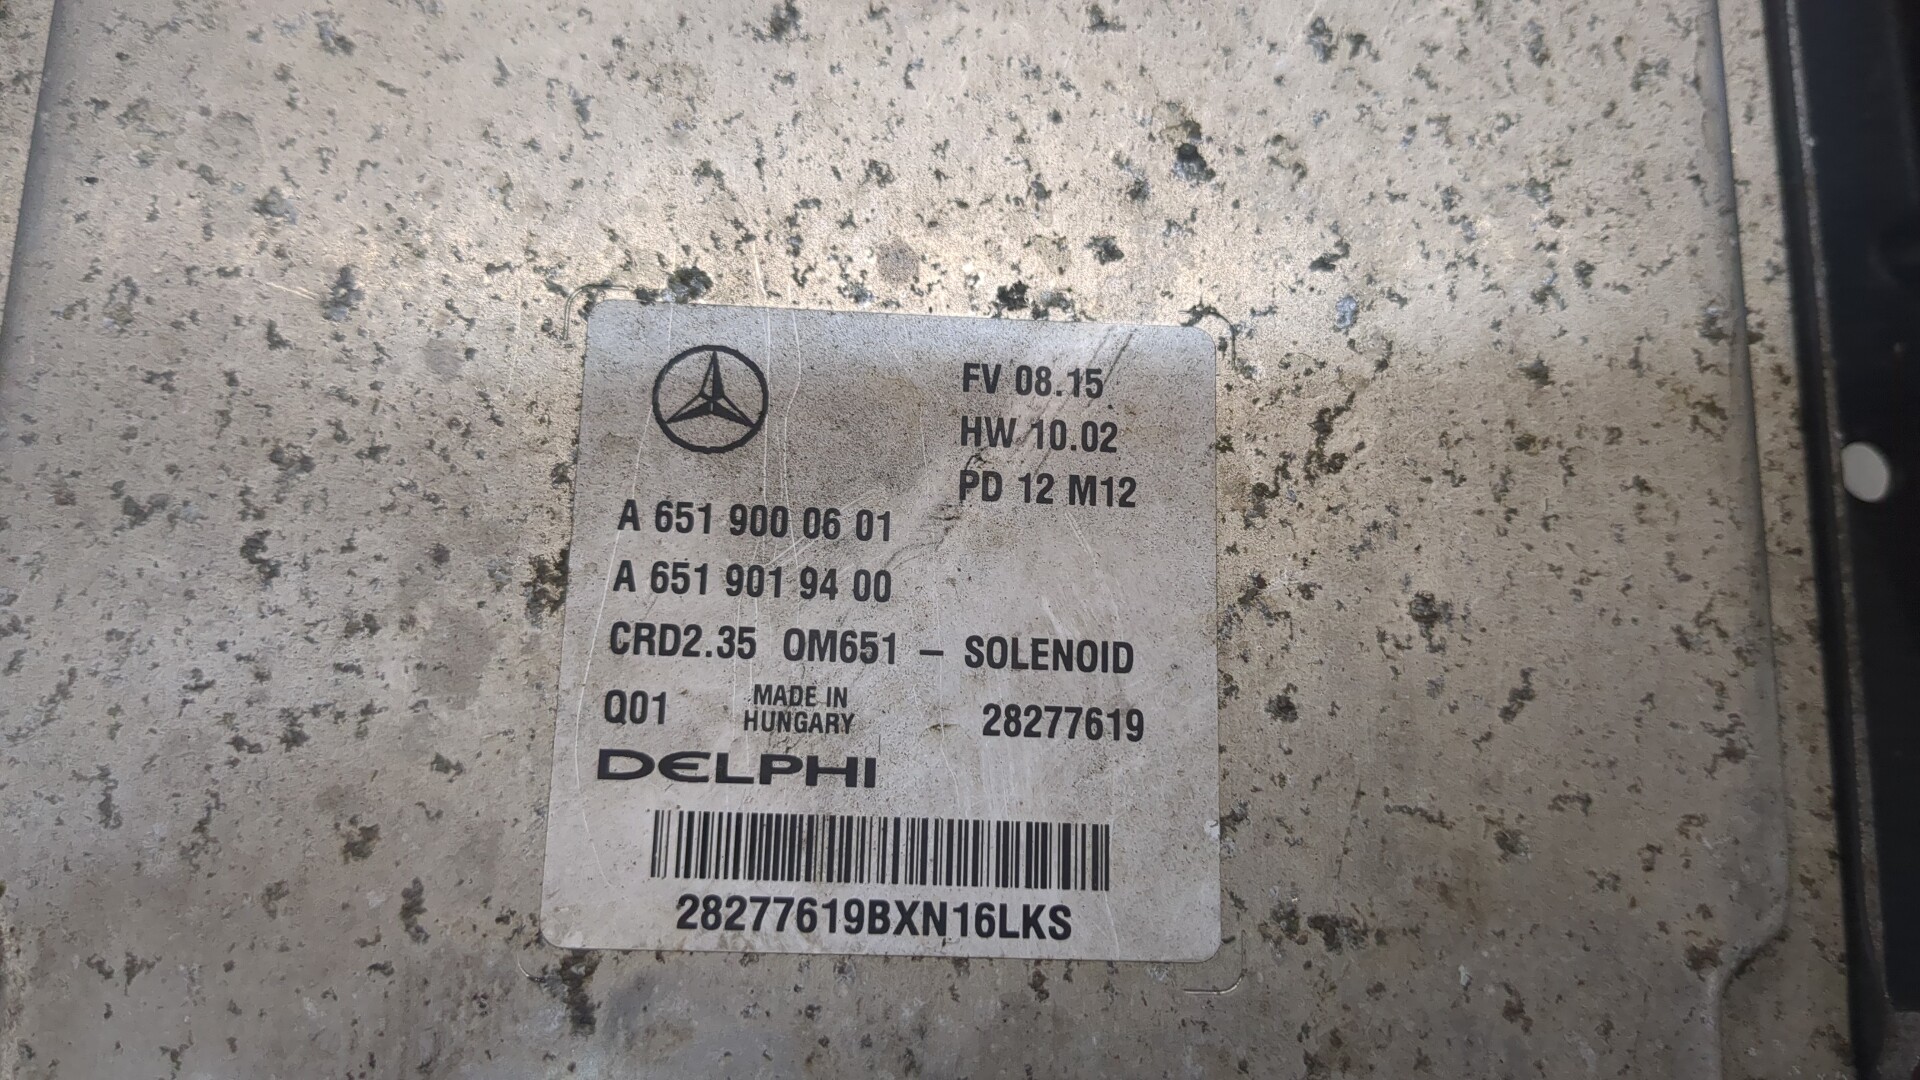 FV 08.15
HW 10.02
PD 12 M12
A 651 900 06 01
A 651 901 94 00
CRD2.35 OM651 – SOLENOID
Q01 MADE IN HUNGARY 28277619
DELPHI
28277619BXN16LKS